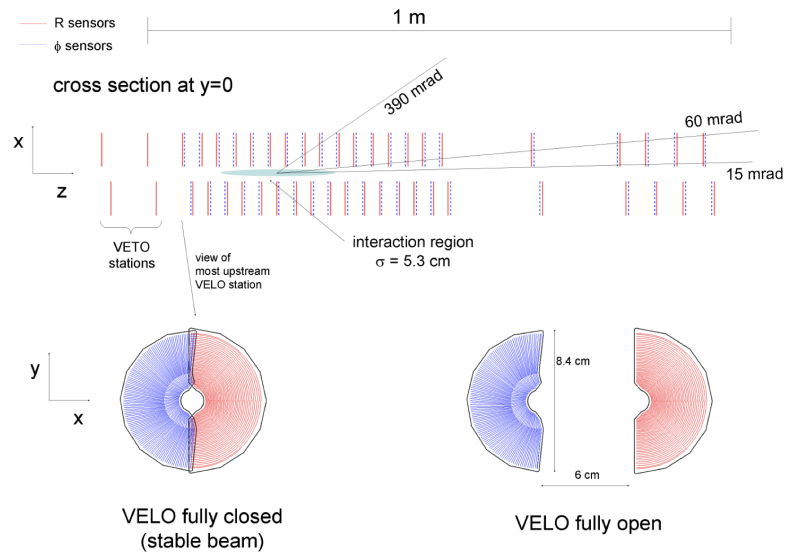 R sensors
ϕ sensors
1 m
cross section at y=0
390 mrad
60 mrad
15 mrad
x
z
VETO
stations
view of
most upstream
VELO station
interaction region
σ = 5.3 cm
y
x
8.4 cm
6 cm
VELO fully closed
(stable beam)
VELO fully open